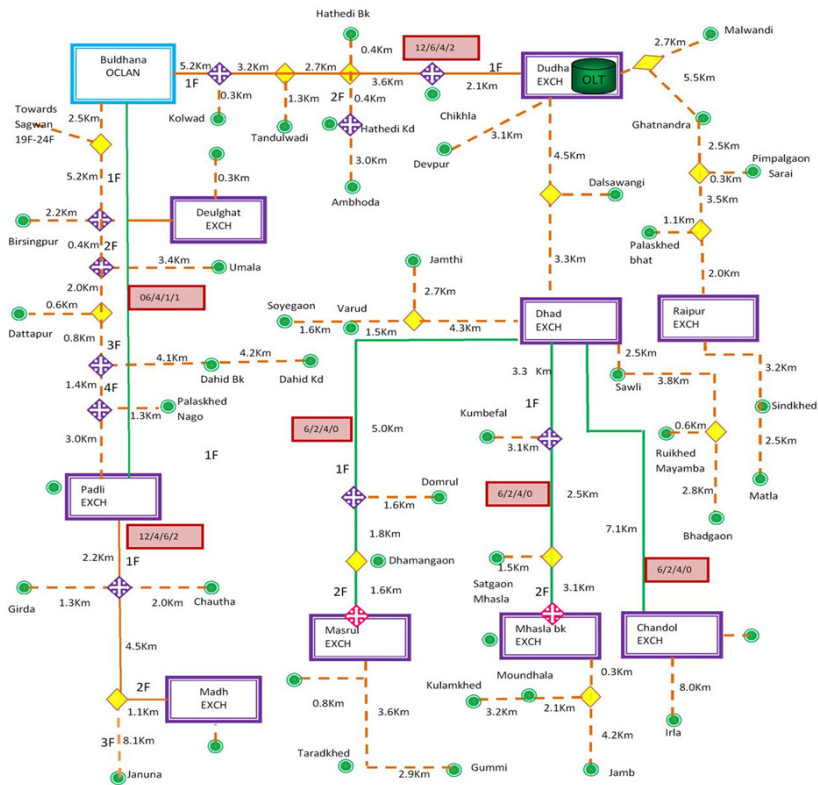 Hathedi Bk
12/6/4/2
Malwandi
2.7Km
Buldhana
OCLAN
5.2Km
3.2Km
2.7Km
0.4Km
3.6Km
1F
Dudha
EXCH
OLT
5.5Km
1F
0.3Km
1.3Km
2F
0.4Km
2.1Km
Chikhla
Kolwad
Tandulwadi
Hathedi Kd
3.1Km
Devpur
Ghatnandra
Towards
Sagwan
19F-24F
2.5Km
3.0Km
Ambhoda
4.5Km
2.5Km
Pimpalgaon
Sarai
0.3Km
5.2Km
1F
0.3Km
Dalsawangi
3.5Km
2.2Km
Birsingpur
Deulghat
EXCH
1.1Km
Palaskhed
bhat
0.4Km
2F
3.4Km
Umala
3.3Km
2.0Km
2.0Km
Jamthi
2.7Km
06/4/1/1
0.6Km
Dattapur
Soyegaon
Varud
1.6Km
1.5Km
4.3Km
Dhad
EXCH
Raipur
EXCH
0.8Km
3F
4.1Km
4.2Km
Dahid Bk
Dahid Kd
1.4Km
4F
3.3 Km
2.5Km
Sawli
3.8Km
3.2Km
Palaskhed
Nago
1.3Km
1F
Kumbefal
3.1Km
Sindkhed
3.0Km
1F
6/2/4/0
5.0Km
0.6Km
Ruikhed
Mayamba
2.5Km
Matla
Padli
EXCH
1F
Domrul
1.6Km
6/2/4/0
2.5Km
2.8Km
Bhadgaon
12/4/6/2
2.2Km
1F
1.8Km
7.1Km
Dhamangaon
1.5Km
Satgaon
Mhasla
6/2/4/0
Girda
1.3Km
2.0Km
Chautha
2F
1.6Km
2F
3.1Km
Masrul
EXCH
Mhasla bk
EXCH
Chandol
EXCH
4.5Km
2F
1.1Km
Madh
EXCH
0.8Km
3.6Km
Kulamkhed
Moundhala
0.3Km
3.2Km
2.1Km
8.0Km
Irla
3F
8.1Km
Januna
Taradkhed
2.9Km
Gummi
4.2Km
Jamb